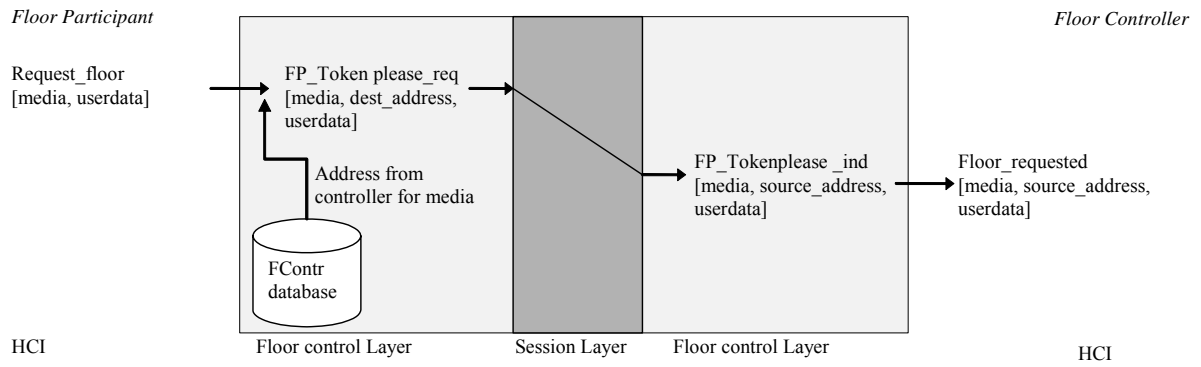 Floor Participant
Floor Controller
Request_floor
[media, userdata]
FP_Token please_req
[media, dest_address,
userdata]
Address from
controller for media
FContr
database
FP_Tokenplease _ind
[media, source_address,
userdata]
Floor_requested
[media, source_address,
userdata]
HCI
Floor control Layer
Session Layer
Floor control Layer
HCI